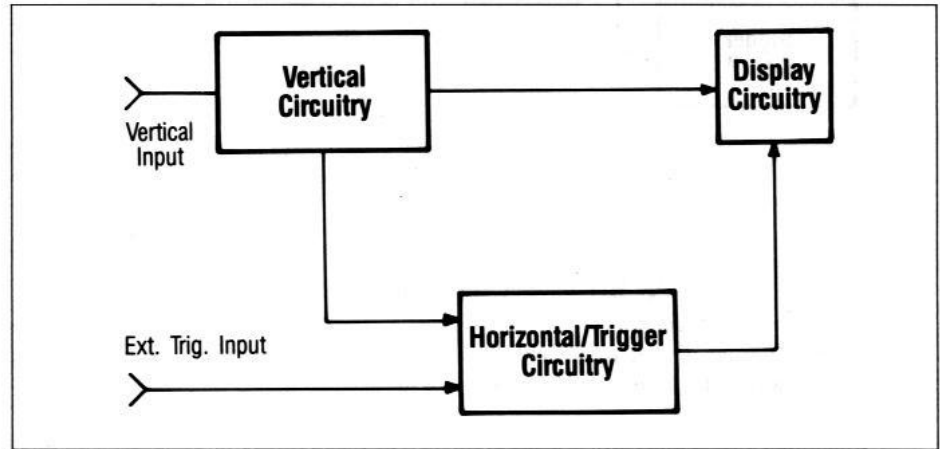 Vertical
Circuitry
Display
Circuitry
Vertical
Input
Horizontal/Trigger
Circuitry
Ext. Trig. Input